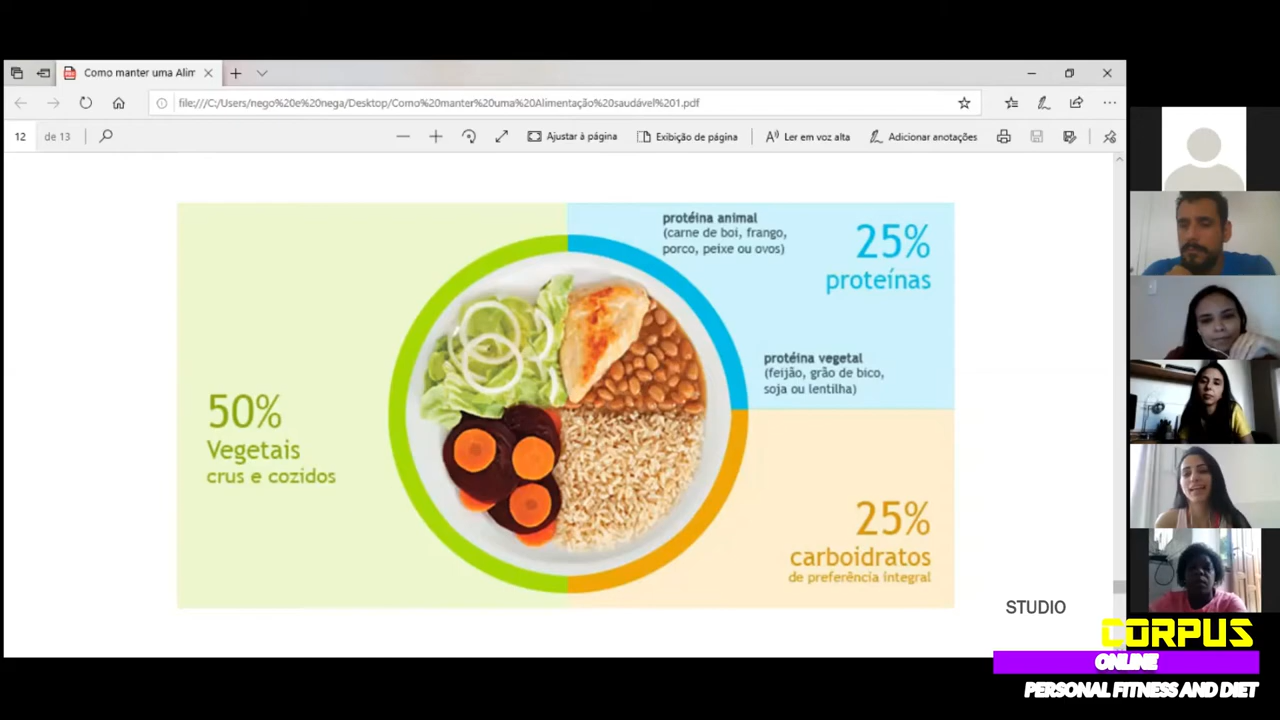 Como manter uma Alim
file:///C:/Users/nego%20e%20nega/Desktop/Como%20manter%20uma%20Alimentação%20saudável%201.pdf
12 de 13
Ajustar à página
Exibição de página
Ler em voz alta
Adicionar anotações
proteína animal
(carne de boi, frango,
porco, peixe ou ovos)
25%
proteínas
proteína vegetal
(feijão, grão de bico,
soja ou lentilha)
50%
Vegetais
crus e cozidos
25%
carboidratos
de preferência integral
STUDIO
CORPUS
ONLINE
PERSONAL FITNESS AND DIET